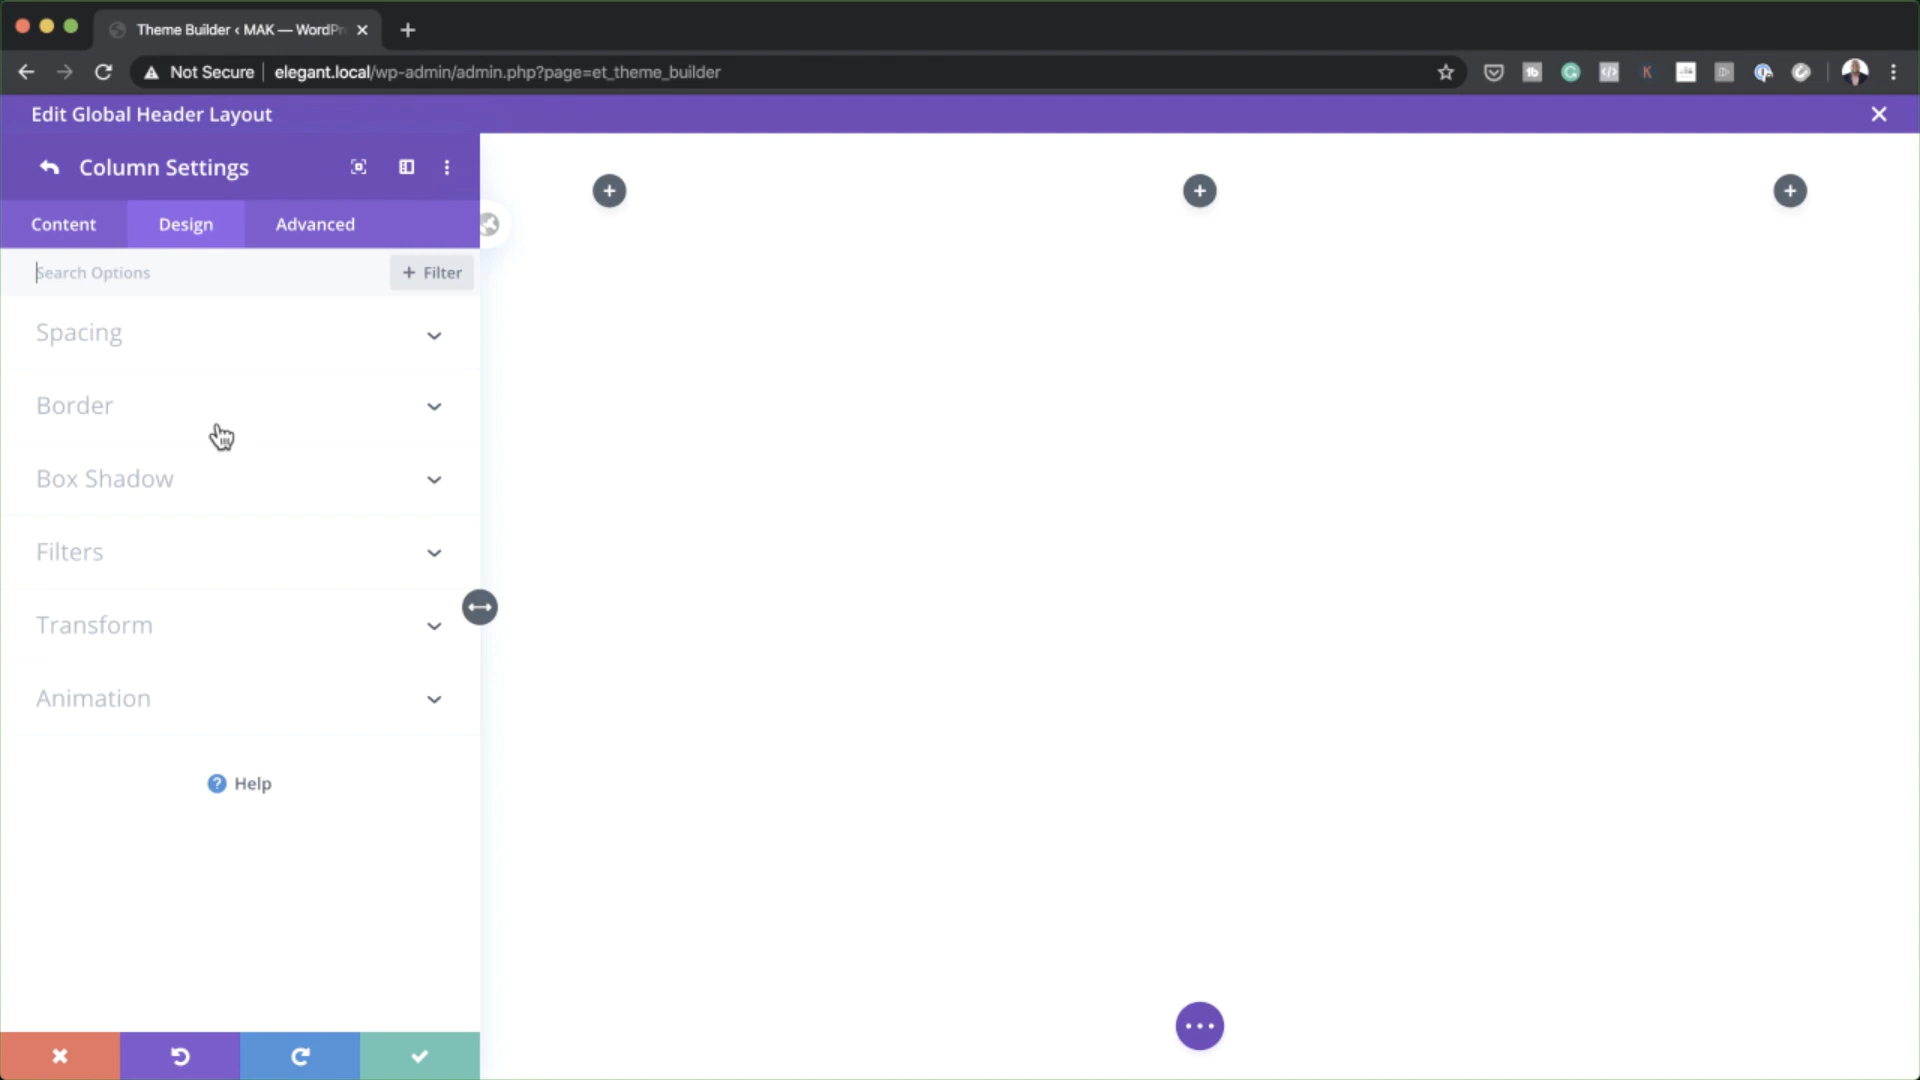 Theme Builder ‹ MAK — WordPr
Not Secure
elegant.local/wp-admin/admin.php?page=et_theme_builder
Edit Global Header Layout
Column Settings
Content
Design
Advanced
Search Options
+ Filter
Spacing
Border
Box Shadow
Filters
Transform
Animation
? Help